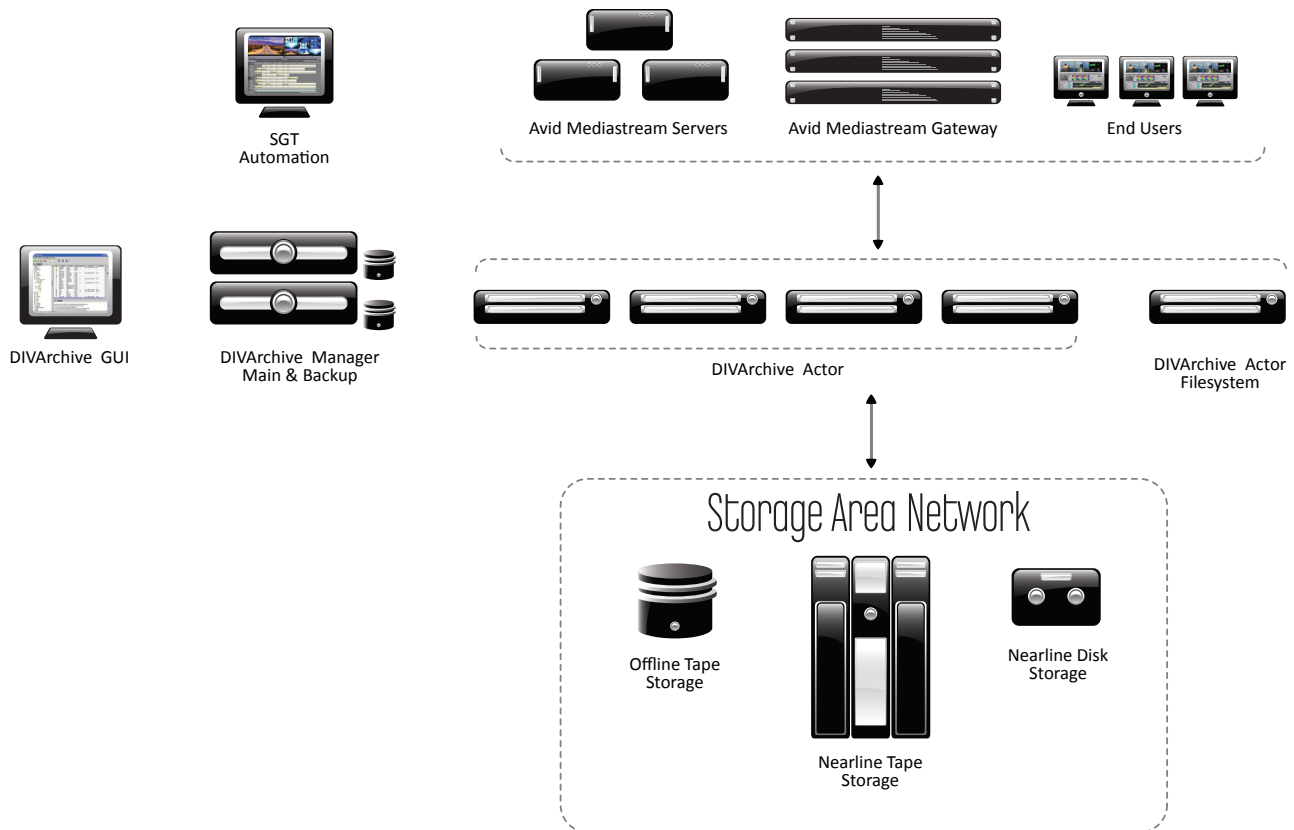 SGT
Automation
Avid Mediastream Servers
Avid Mediastream Gateway
End Users
DIVArchive GUI
DIVArchive Manager
Main & Backup
DIVArchive Actor
DIVArchive Actor
Filesystem
Storage Area Network
Offline Tape
Storage
Nearline Tape
Storage
Nearline Disk
Storage